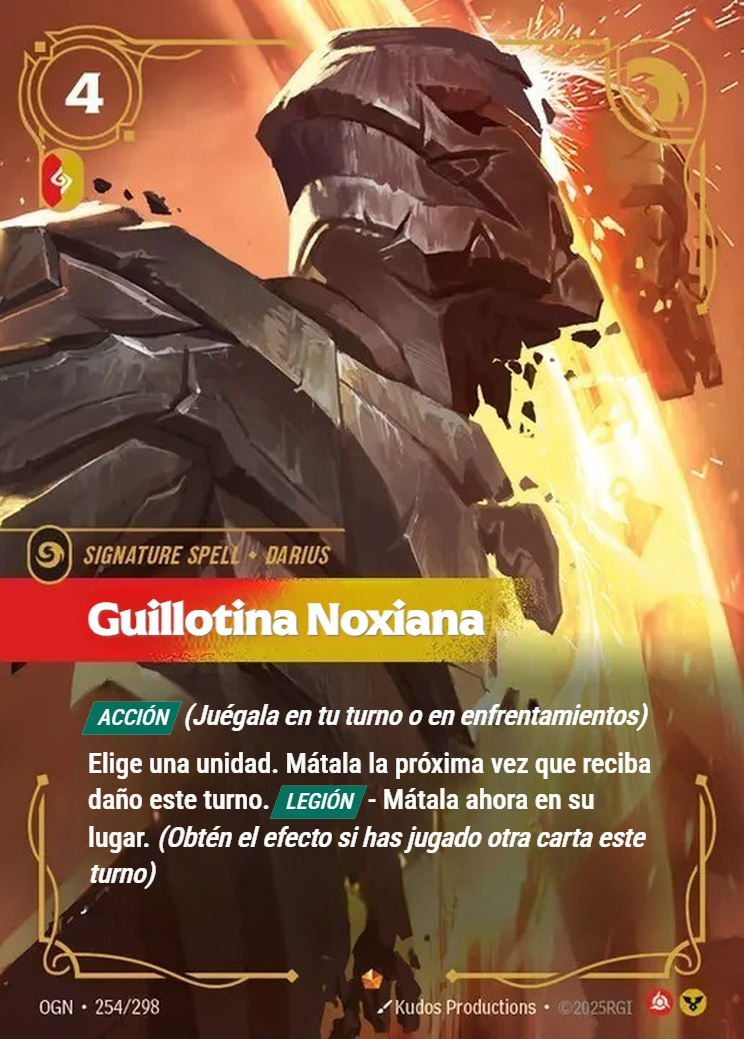 4
SIGNATURE SPELL • DARIUS
Guillotina Noxiana
ACCIÓN (Juégala en tu turno o en enfrentamientos)
Elige una unidad. Mátala la próxima vez que reciba
daño este turno. LEGIÓN - Mátala ahora en su
lugar. (Obtén el efecto si has jugado otra carta este
turno)
OGN • 254/298
Kudos Productions • ©2025RGI